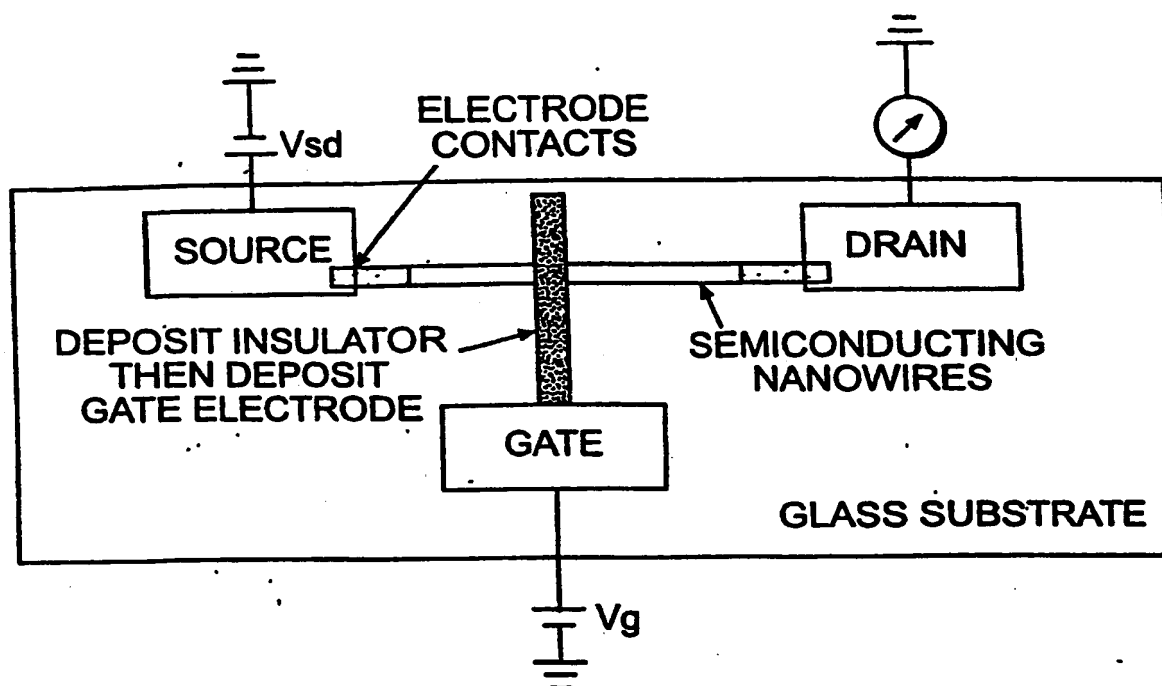 ELECTRODE
CONTACTS
Vsd
SOURCE
DRAIN
DEPOSIT INSULATOR
THEN DEPOSIT
GATE ELECTRODE
SEMICONDUCTING
NANOWIRES
GATE
GLASS SUBSTRATE
Vg